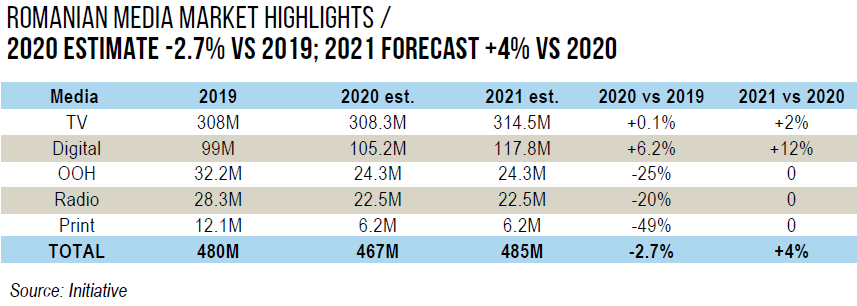 ROMANIAN MEDIA MARKET HIGHLIGHTS /
2020 ESTIMATE -2.7% VS 2019; 2021 FORECAST +4% VS 2020
Media 2019 2020 est. 2021 est. 2020 vs 2019 2021 vs 2020
TV 308M 308.3M 314.5M +0.1% +2%
Digital 99M 105.2M 117.8M +6.2% +12%
OOH 32.2M 24.3M 24.3M -25% 0
Radio 28.3M 22.5M 22.5M -20% 0
Print 12.1M 6.2M 6.2M -49% 0
TOTAL 480M 467M 485M -2.7% +4%
Source: Initiative